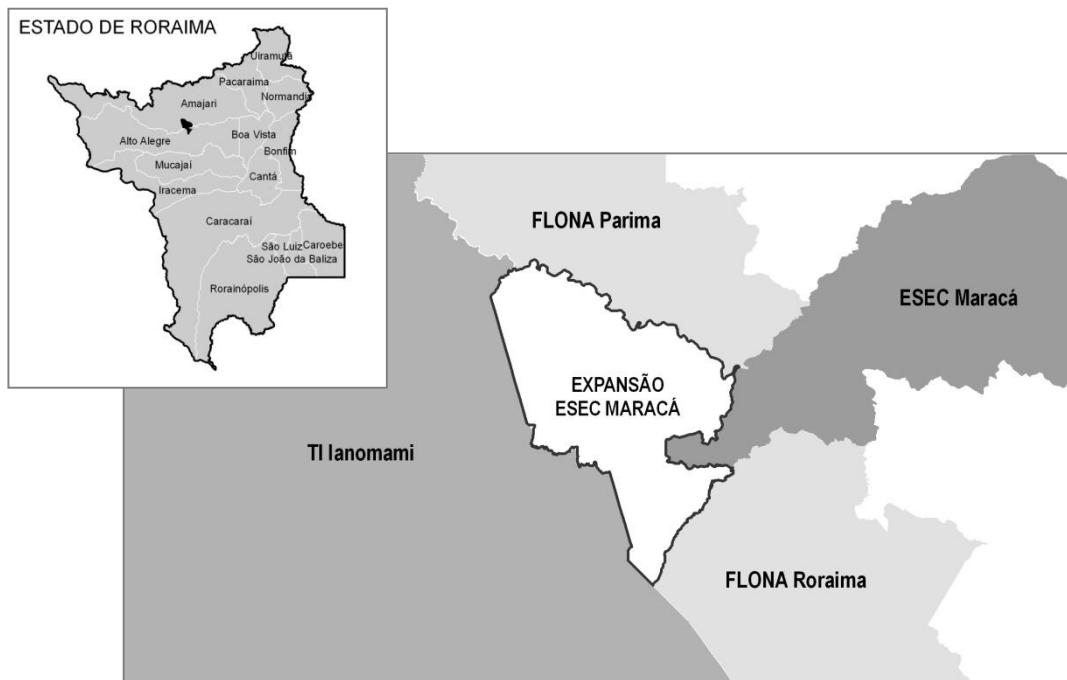 ESTADO DE RORAIMA
Uiramutã
Pacaraima
Normandi
Amajari
Alto Alegre
Boa Vista
Bonfim
Mucajaí
Cantá
Iracema
Caracaraí
São Luiz
Caroebe
São João da Baliza
Rorainópolis
FLONA Parima
ESEC Maracá
EXPANSÃO
ESEC MARACÁ
TI Ianomami
FLONA Roraima